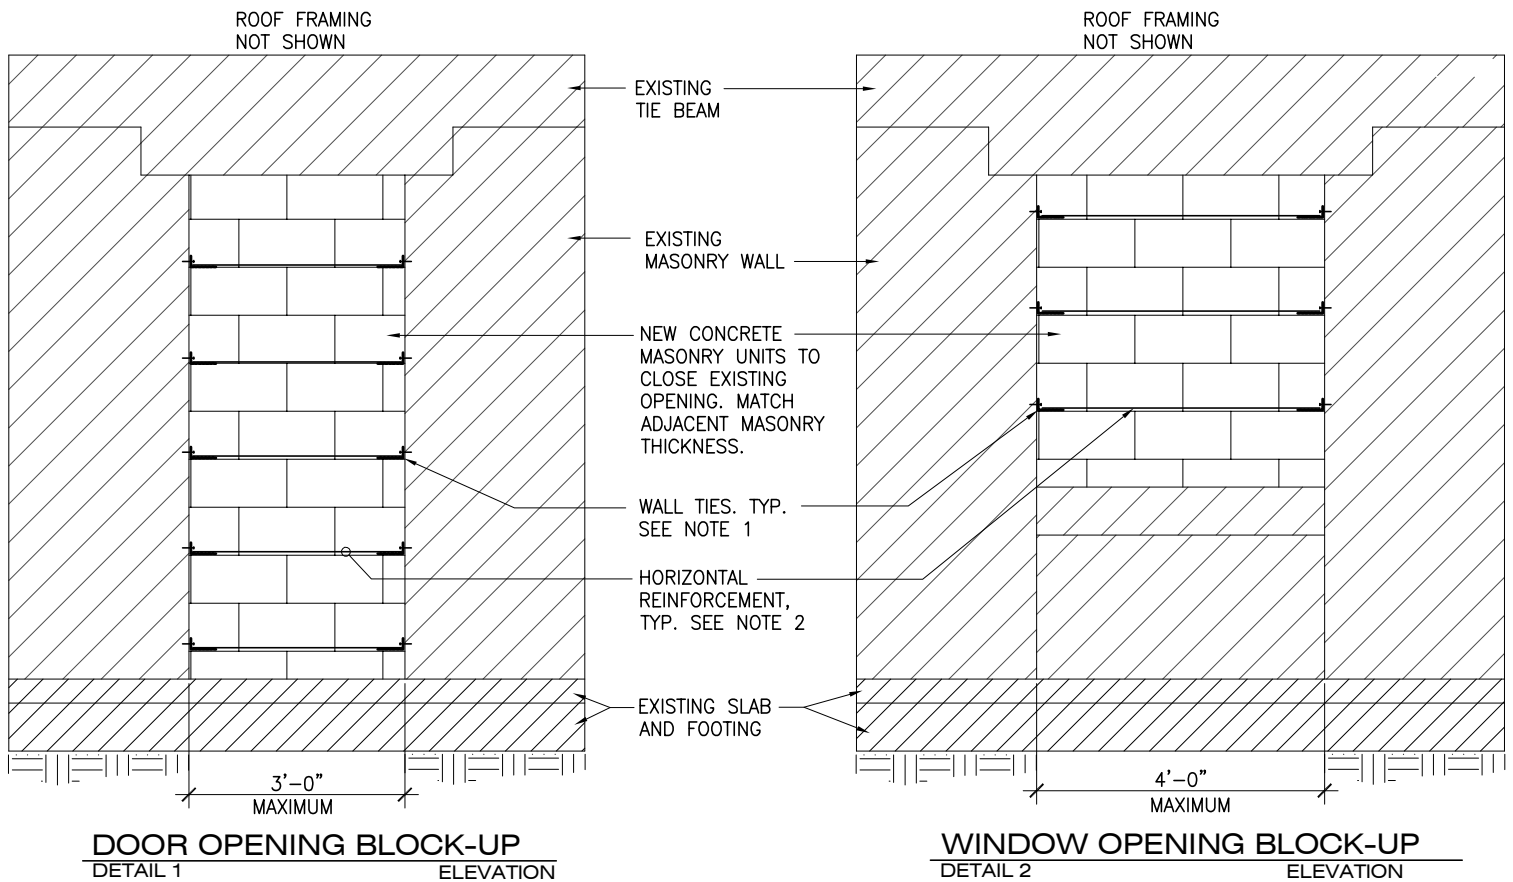 ROOF FRAMING
NOT SHOWN
ROOF FRAMING
NOT SHOWN
EXISTING
TIE BEAM
EXISTING
MASONRY WALL
NEW CONCRETE
MASONRY UNITS TO
CLOSE EXISTING
OPENING. MATCH
ADJACENT MASONRY
THICKNESS.
WALL TIES. TYP.
SEE NOTE 1
HORIZONTAL
REINFORCEMENT,
TYP. SEE NOTE 2
EXISTING SLAB
AND FOOTING
3'-0"
MAXIMUM
4'-0"
MAXIMUM
DOOR OPENING BLOCK-UP
DETAIL 1 ELEVATION
WINDOW OPENING BLOCK-UP
DETAIL 2 ELEVATION